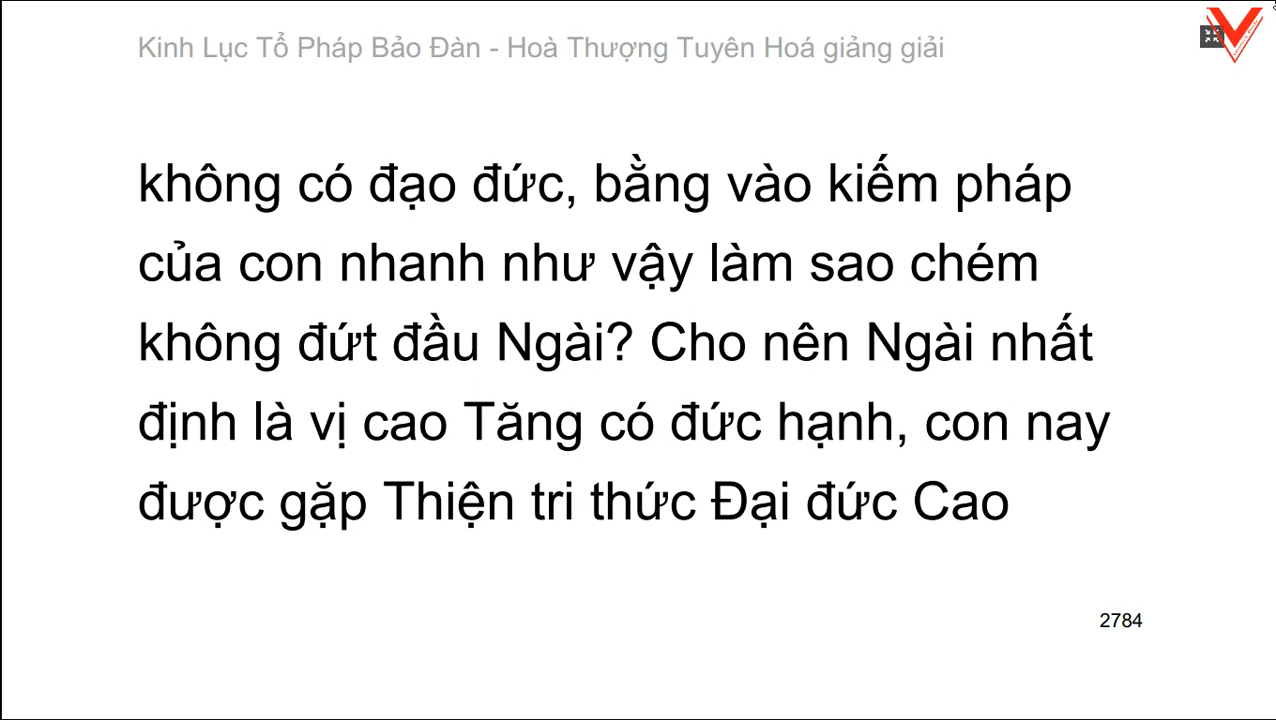 Kinh Lục Tổ Pháp Bảo Đàn - Hoà Thượng Tuyên Hoá giảng giải
không có đạo đức, bằng vào kiếm pháp
của con nhanh như vậy làm sao chém
không đứt đầu Ngài? Cho nên Ngài nhất
định là vị cao Tăng có đức hạnh, con nay
được gặp Thiện tri thức Đại đức Cao
2784